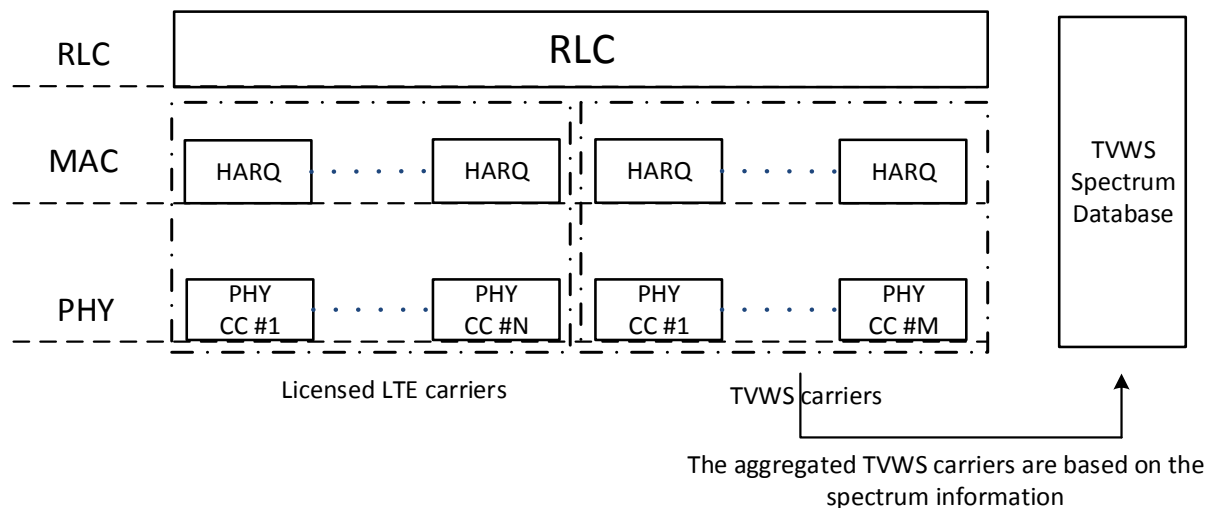 RLC
RLC
MAC
HARQ
HARQ
HARQ
HARQ
TVWS
Spectrum
Database
PHY
PHY
CC #1
PHY
CC #N
PHY
CC #1
PHY
CC #M
Licensed LTE carriers
TVWS carriers
The aggregated TVWS carriers are based on the
spectrum information